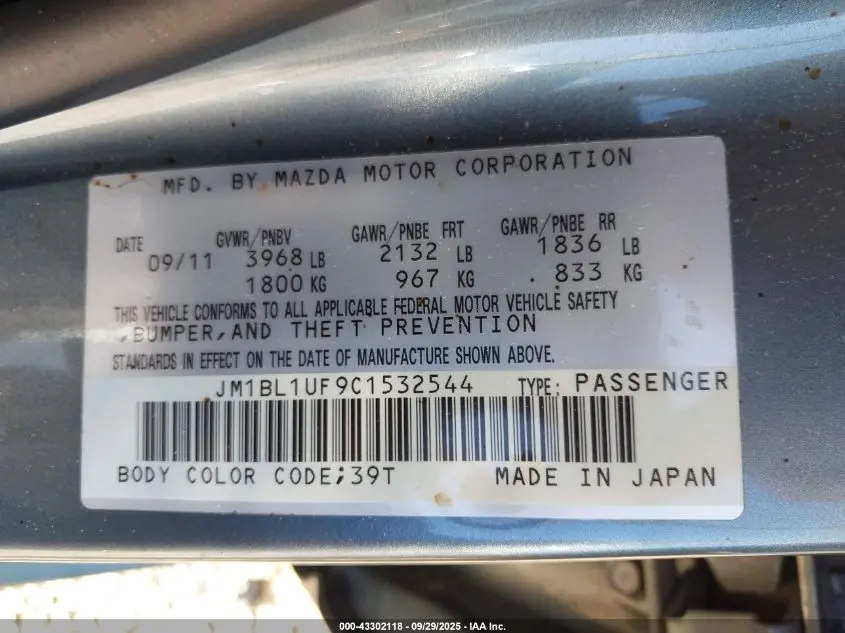 MFD. BY MAZDA MOTOR CORPORATION
DATE GVWR/PNBV GAWR/PNBE FRT GAWR/PNBE RR
09/11 3968 LB 2132 LB 1836 LB
1800 KG 967 KG 833 KG
THIS VEHICLE CONFORMS TO ALL APPLICABLE FEDERAL MOTOR VEHICLE SAFETY
,BUMPER,AND THEFT PREVENTION
STANDARDS IN EFFECT ON THE DATE OF MANUFACTURE SHOWN ABOVE.
JM1BL1UF9C1532544 TYPE: PASSENGER
BODY COLOR CODE;39T MADE IN JAPAN
000-43302118 - 09/29/2025 - IAA Inc.